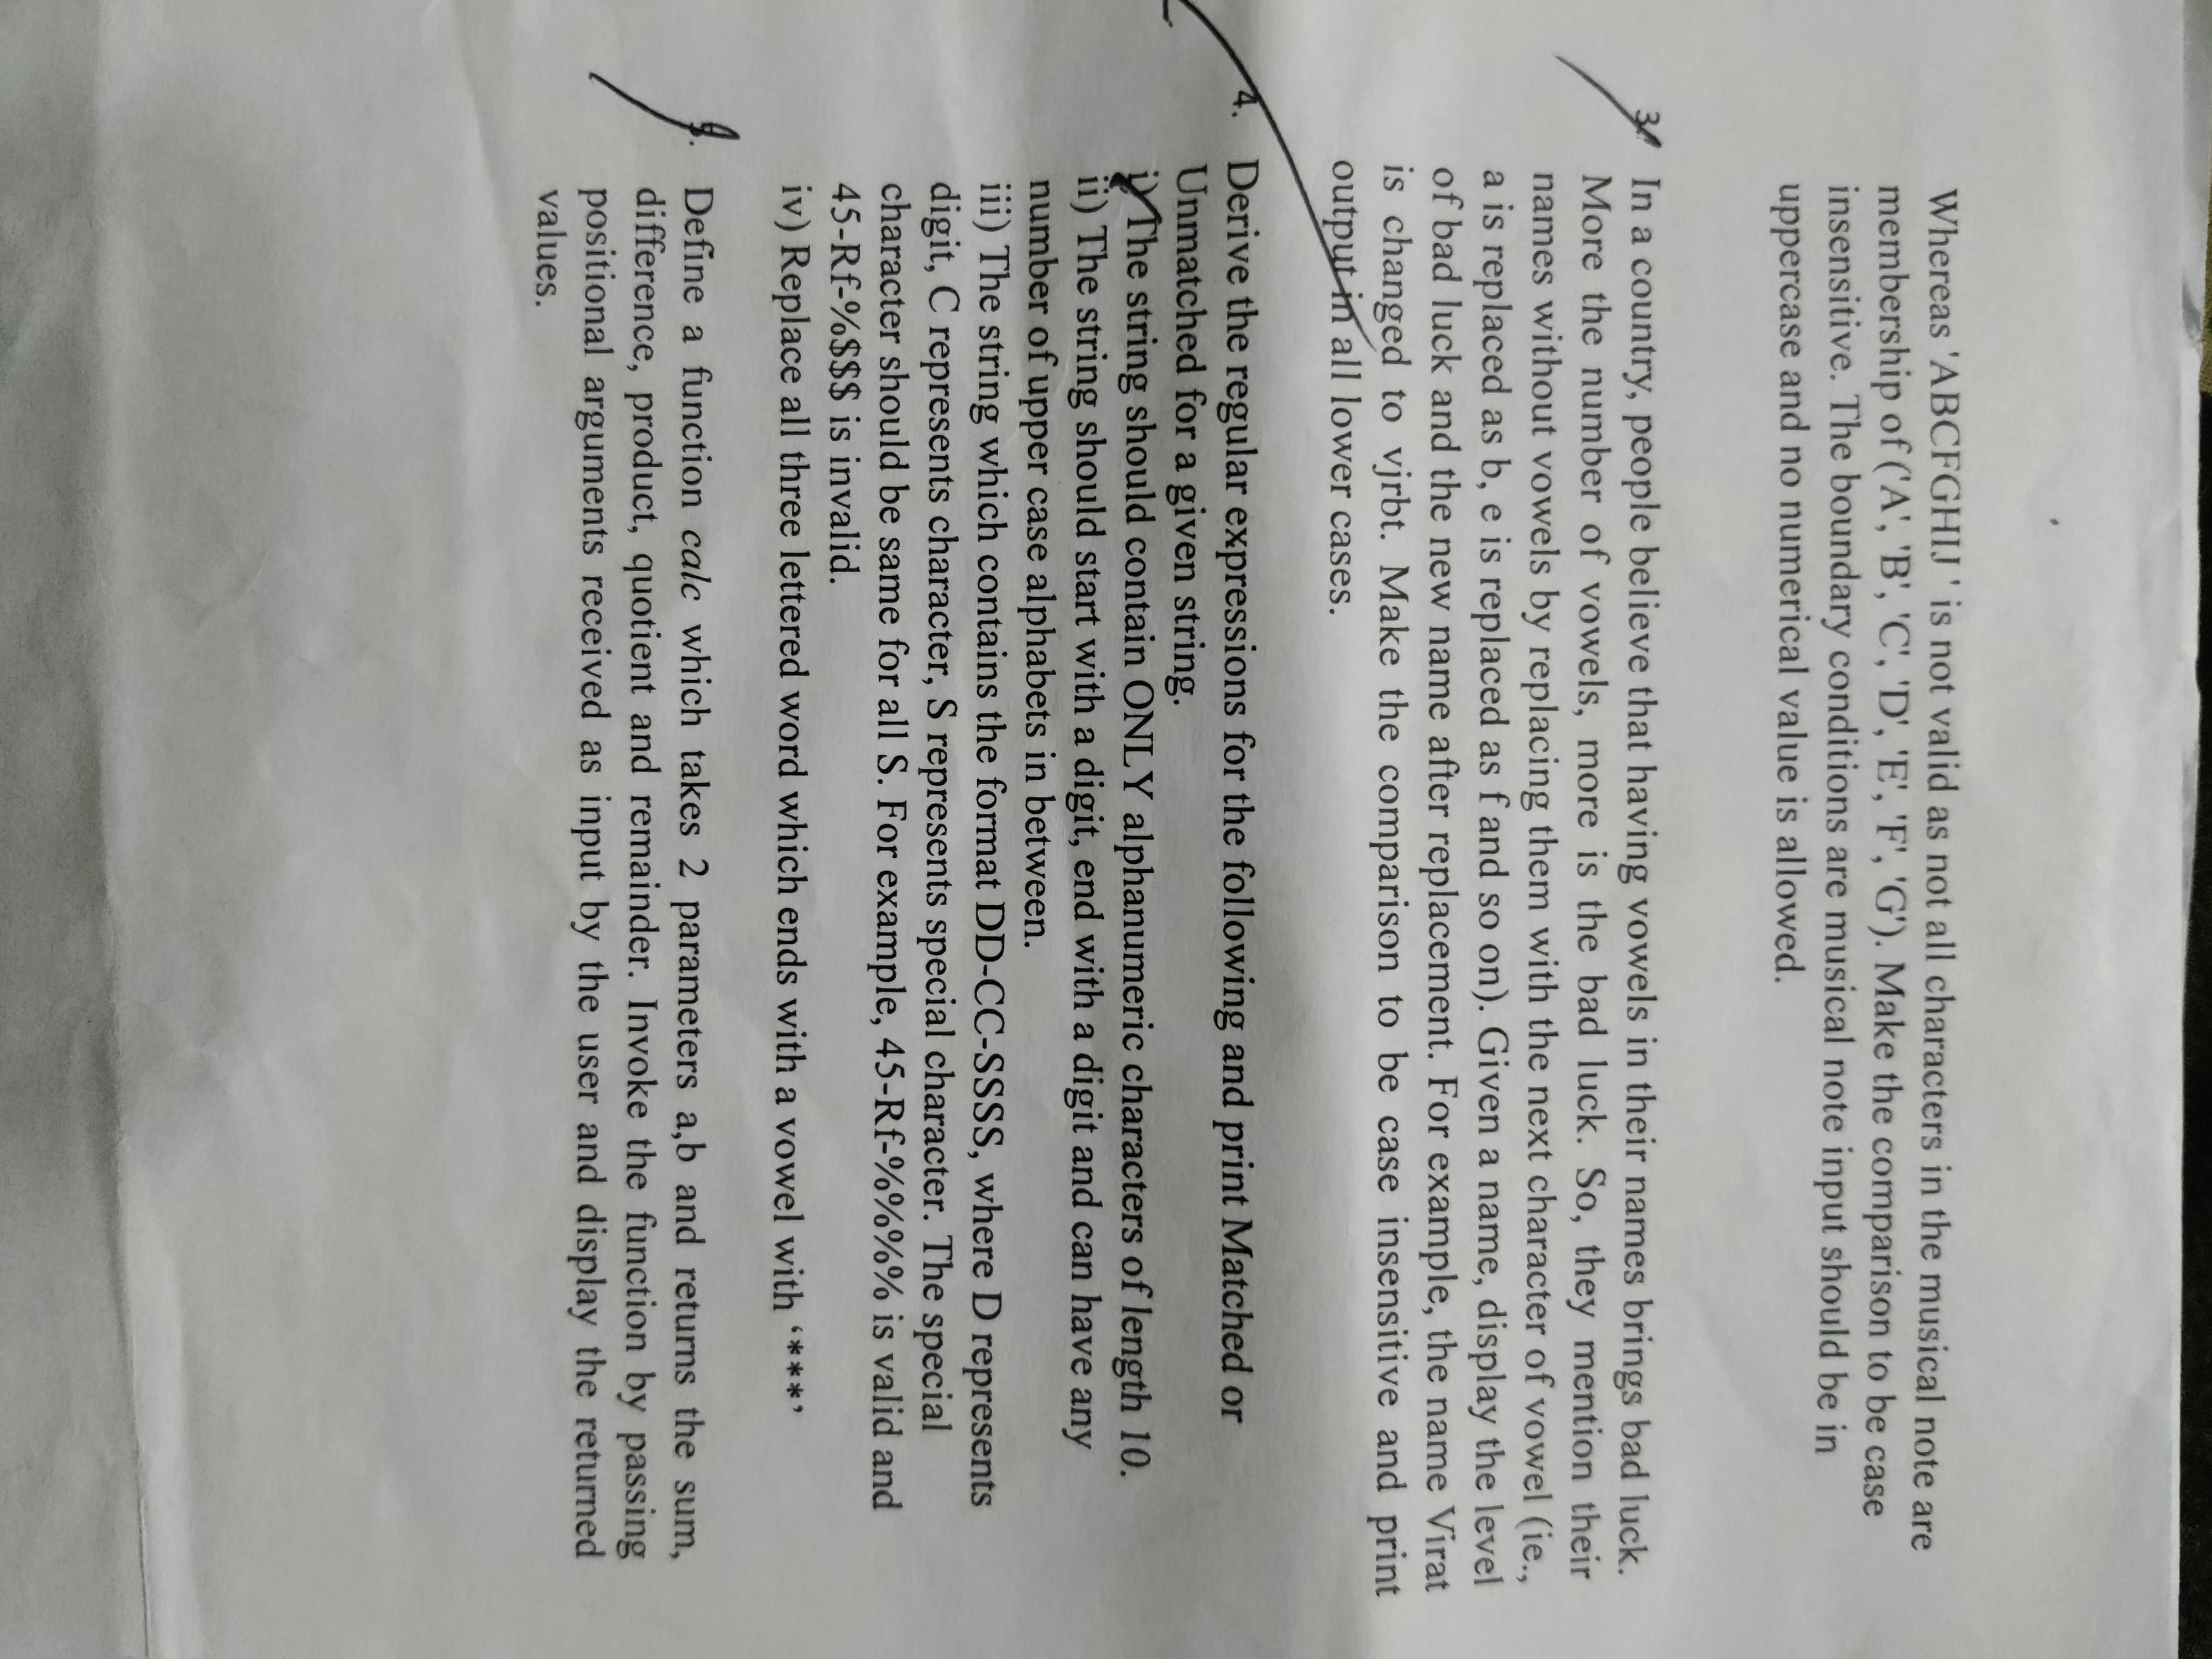 Whereas 'ABCFGHIJ ' is not valid as not all characters in the musical note are
membership of ('A', 'B', 'C', 'D', 'E', 'F', 'G'). Make the comparison to be case
insensitive. The boundary conditions are musical note input should be in
uppercase and no numerical value is allowed.
3. In a country, people believe that having vowels in their names brings bad luck.
More the number of vowels, more is the bad luck. So, they mention their
names without vowels by replacing them with the next character of vowel (ie.,
a is replaced as b, e is replaced as f and so on). Given a name, display the level
of bad luck and the new name after replacement. For example, the name Virat
is changed to vjrbt. Make the comparison to be case insensitive and print
output in all lower cases.
4. Derive the regular expressions for the following and print Matched or
Unmatched for a given string.
i) The string should contain ONLY alphanumeric characters of length 10.
ii) The string should start with a digit, end with a digit and can have any
number of upper case alphabets in between.
iii) The string which contains the format DD-CC-SSSS, where D represents
digit, C represents character, S represents special character. The special
character should be same for all S. For example, 45-Rf-%%%% is valid and
45-Rf-%$$$ is invalid.
iv) Replace all three lettered word which ends with a vowel with ‘***’
5. Define a function calc which takes 2 parameters a,b and returns the sum,
difference, product, quotient and remainder. Invoke the function by passing
positional arguments received as input by the user and display the returned
values.